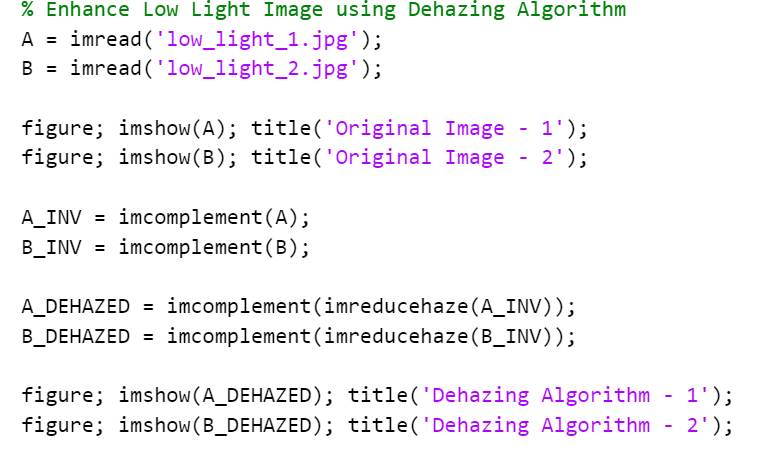 % Enhance Low Light Image using Dehazing Algorithm
A = imread('low_light_1.jpg');
B = imread('low_light_2.jpg');
figure; imshow(A); title('Original Image - 1');
figure; imshow(B); title('Original Image - 2');
A_INV = imcomplement(A);
B_INV = imcomplement(B);
A_DEHAZED = imcomplement(imreducehaze(A_INV));
B_DEHAZED = imcomplement(imreducehaze(B_INV));
figure; imshow(A_DEHAZED); title('Dehazing Algorithm - 1');
figure; imshow(B_DEHAZED); title('Dehazing Algorithm - 2');